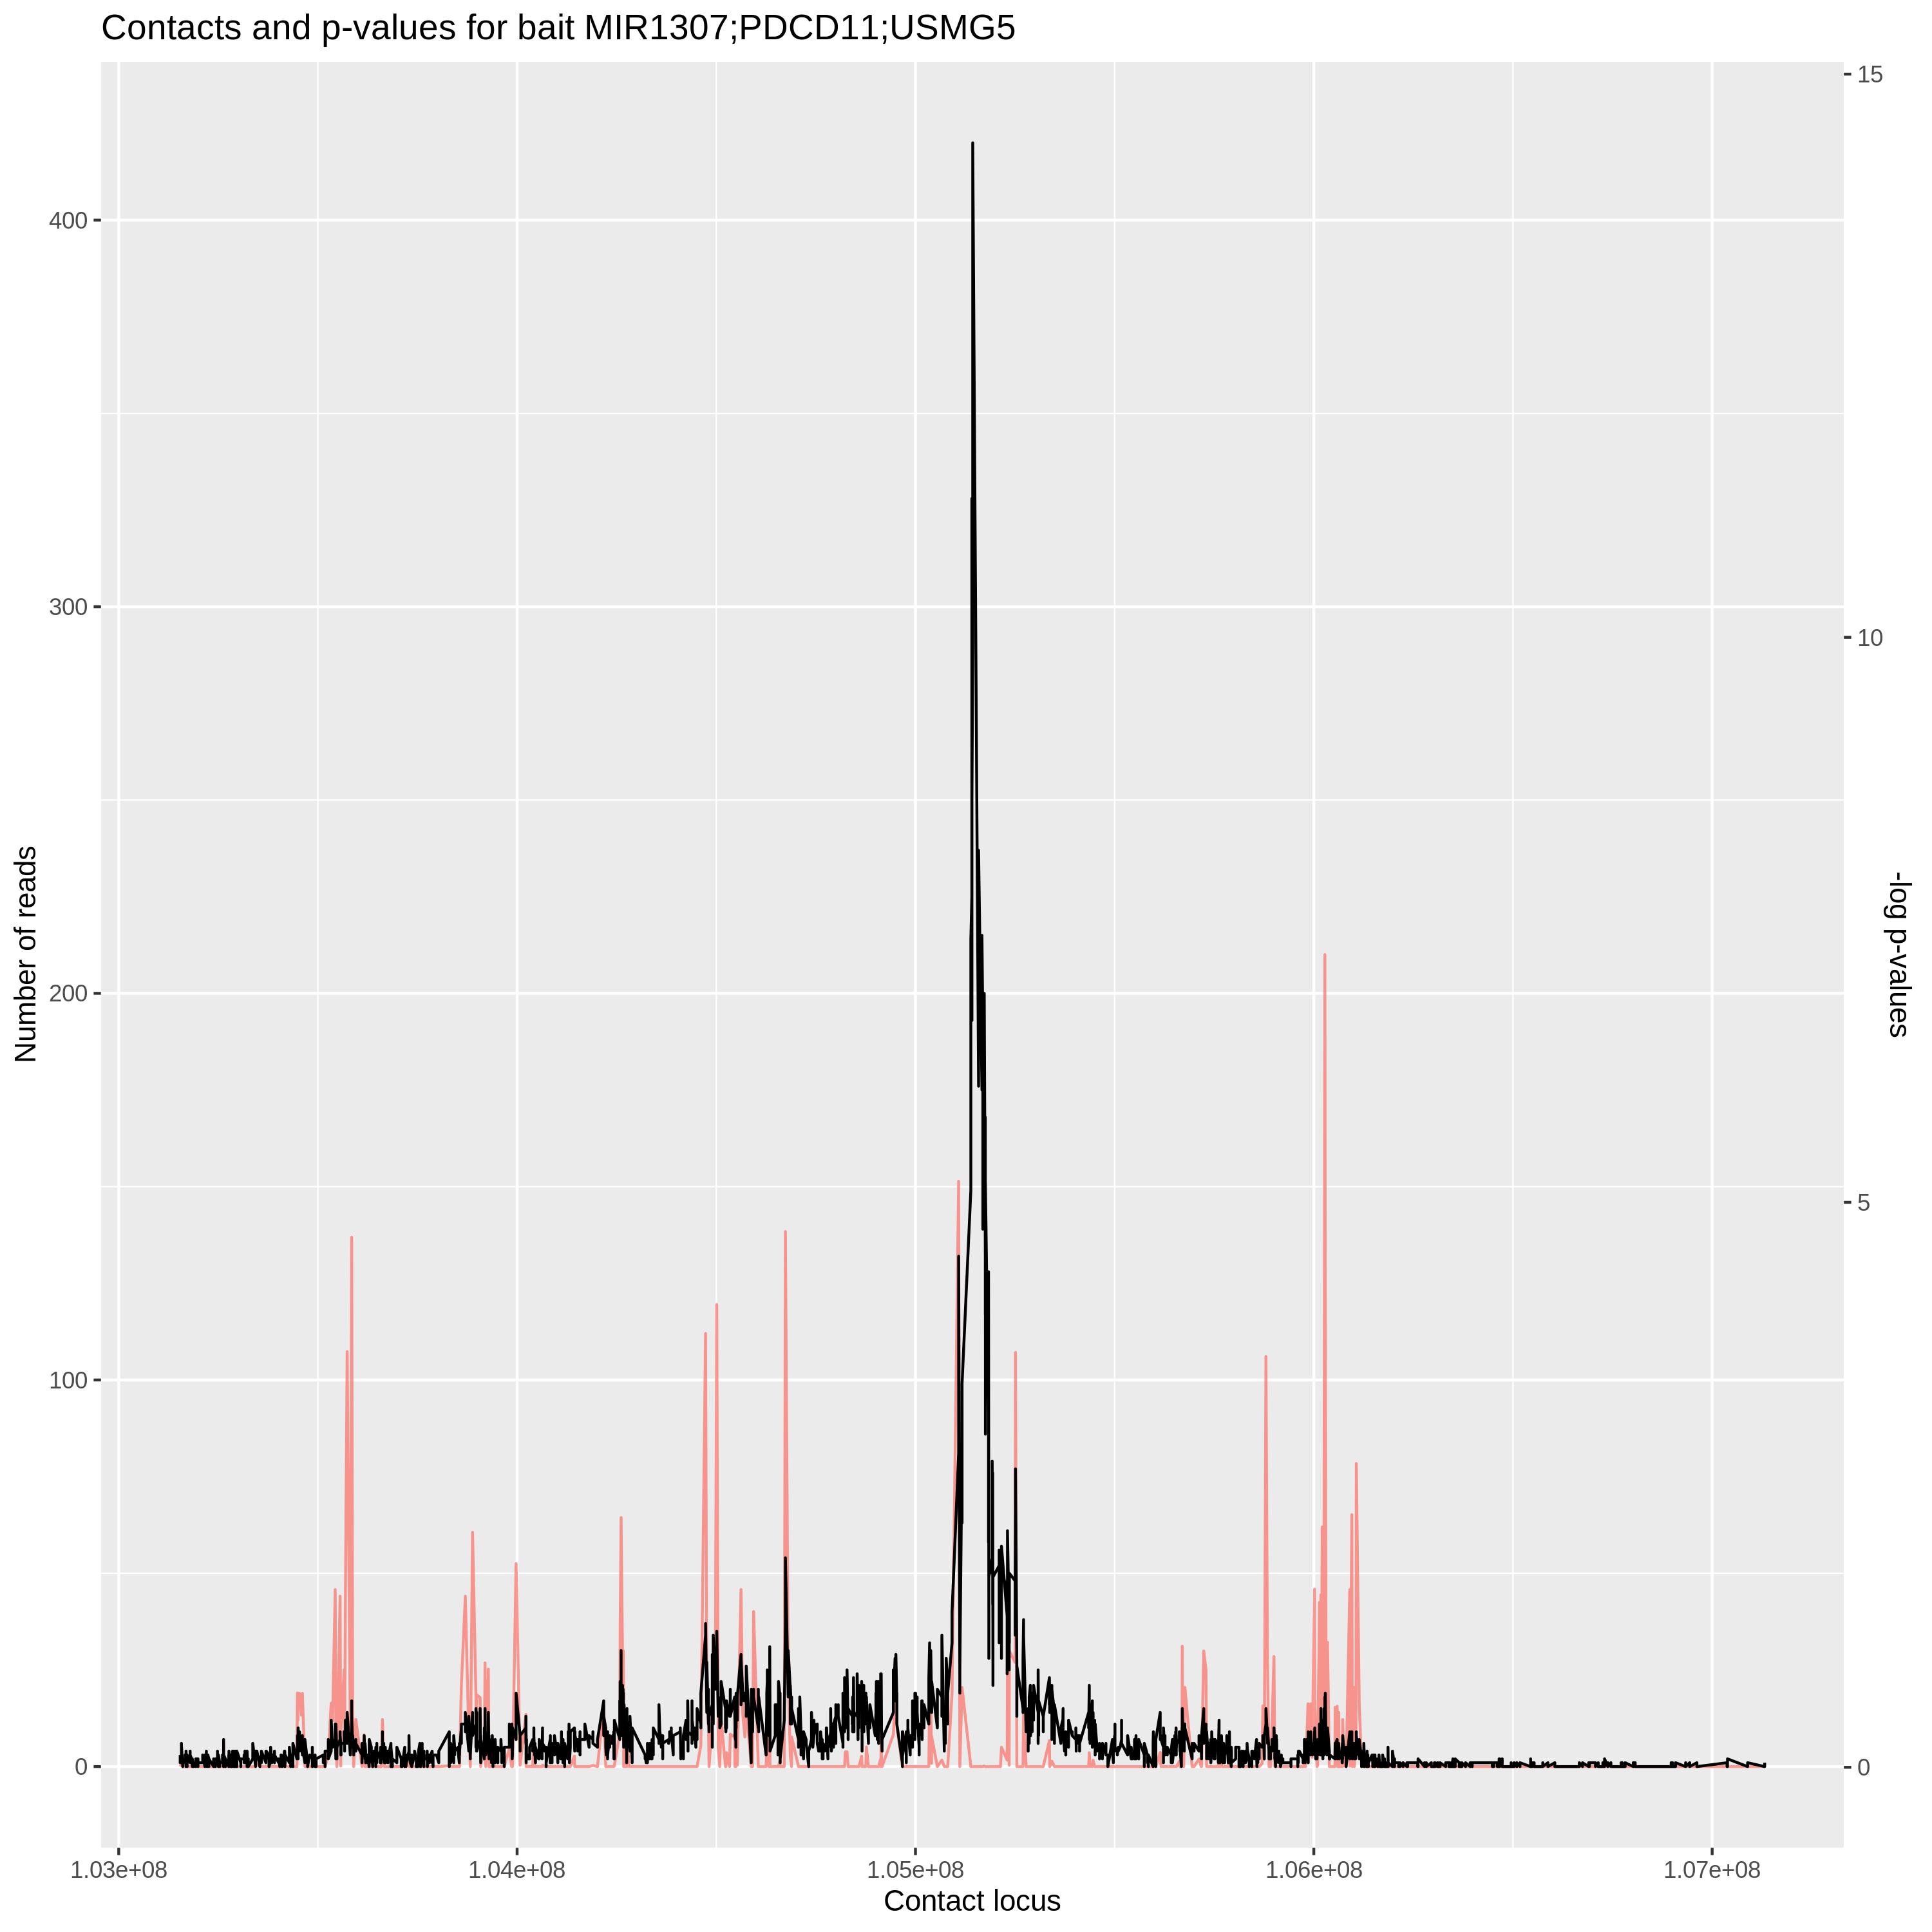 Contacts and p-values for bait MIR1307;PDCD11;USMG5
Number of reads
400
300
200
100
0
15
10
5
0
-log p-values
1.03e+08 1.04e+08 1.05e+08 1.06e+08 1.07e+08
Contact locus